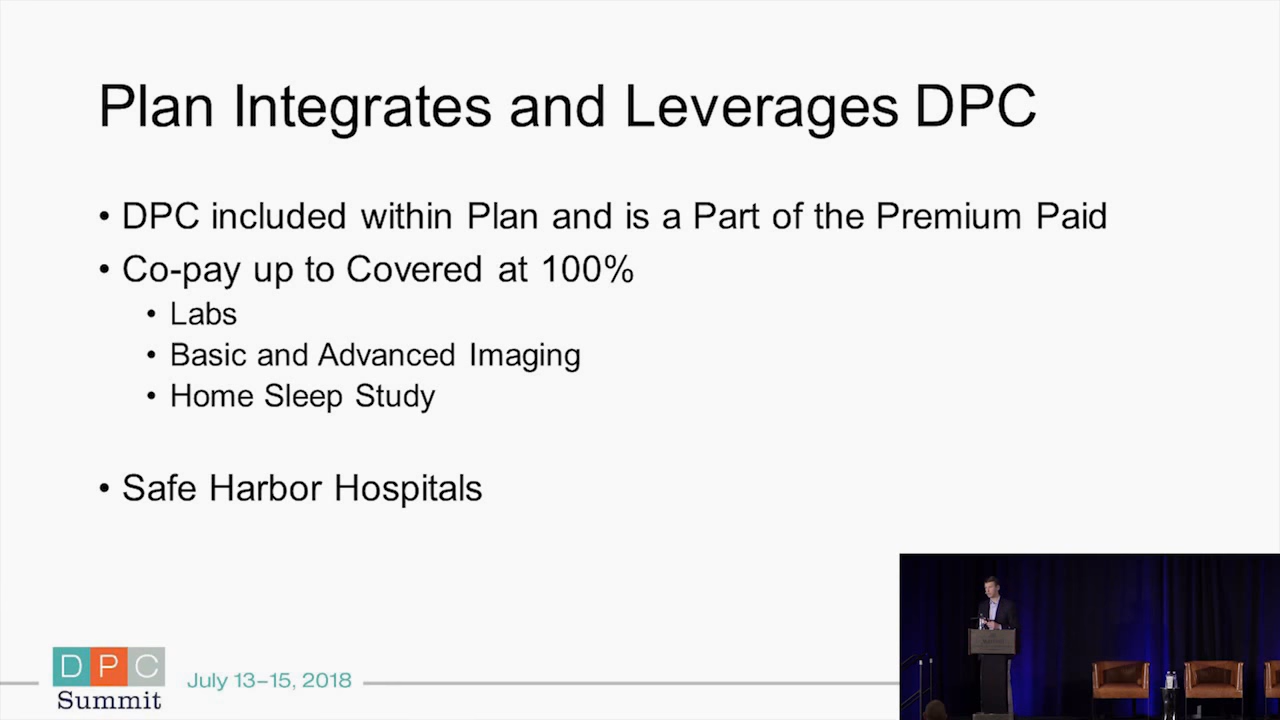 Plan Integrates and Leverages DPC
• DPC included within Plan and is a Part of the Premium Paid
• Co-pay up to Covered at 100%
• Labs
• Basic and Advanced Imaging
• Home Sleep Study
• Safe Harbor Hospitals
DPC
Summit
July 13–15, 2018